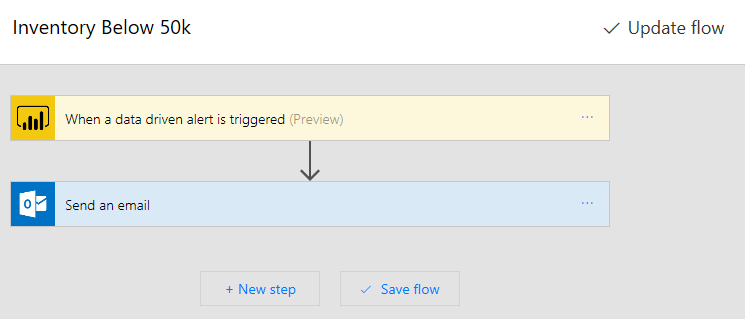 Inventory Below 50k
Update flow
When a data driven alert is triggered (Preview)
Send an email
+ New step
Save flow